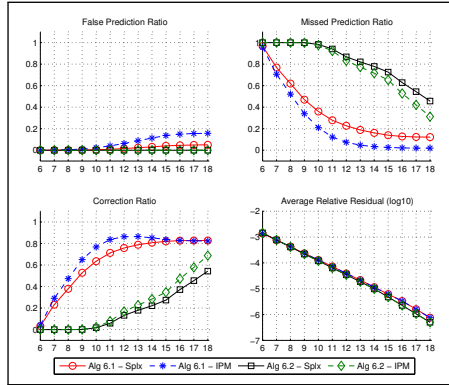 False Prediction Ratio
1
0.8
0.6
0.4
0.2
0
6 7 8 9 10 11 12 13 14 15 16 17 18
Missed Prediction Ratio
1
0.8
0.6
0.4
0.2
0
6 7 8 9 10 11 12 13 14 15 16 17 18
Correction Ratio
1
0.8
0.6
0.4
0.2
0
6 7 8 9 10 11 12 13 14 15 16 17 18
Average Relative Residual (log10)
−2
−3
−4
−5
−6
−7
6 7 8 9 10 11 12 13 14 15 16 17 18
Alg 6.1 − Splx Alg 6.1 − IPM Alg 6.2 − Splx Alg 6.2 − IPM